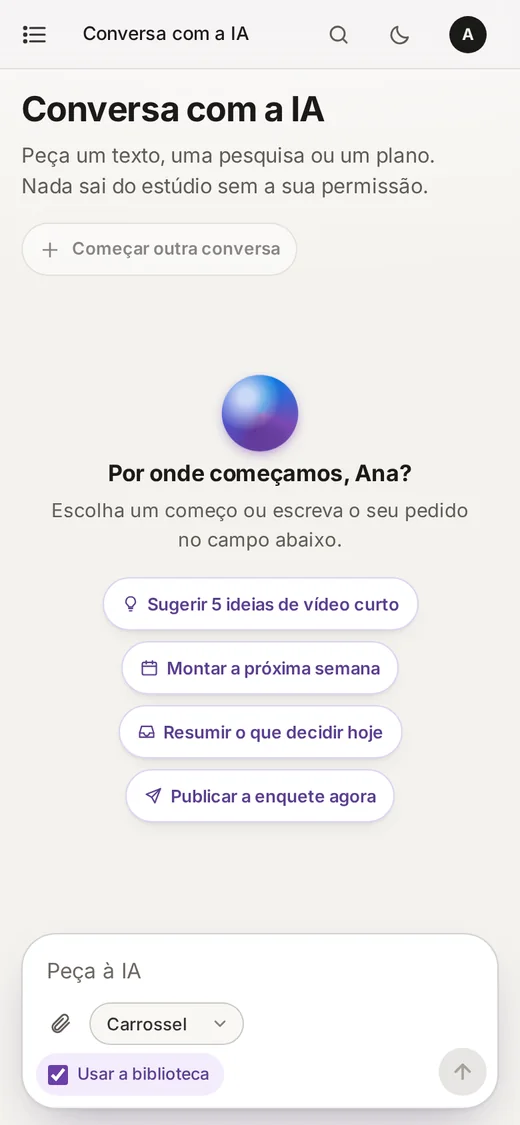 Conversa com a IA
A
Conversa com a IA
Peça um texto, uma pesquisa ou um plano.
Nada sai do estúdio sem a sua permissão.
Começar outra conversa
Por onde começamos, Ana?
Escolha um começo ou escreva o seu pedido
no campo abaixo.
Sugerir 5 ideias de vídeo curto
Montar a próxima semana
Resumir o que decidir hoje
Publicar a enquete agora
Peça à IA
Carrossel
Usar a biblioteca